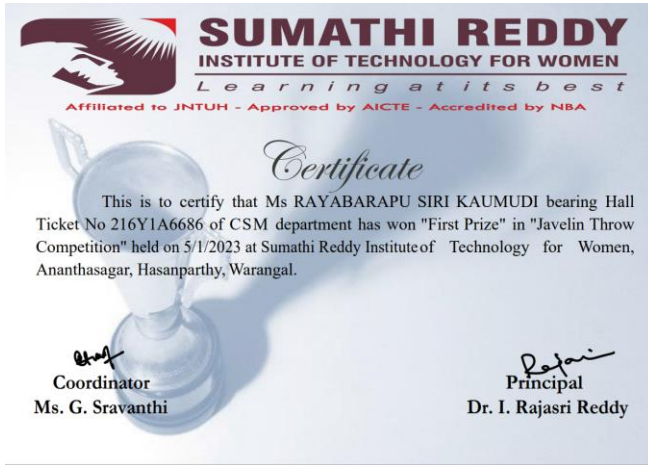 SUMATHI REDDY
INSTITUTE OF TECHNOLOGY FOR WOMEN
Learning at its best
Affiliated to JNTUH - Approved by AICTE - Accredited by NBA
Certificate
This is to certify that Ms RAYABARAPU SIRI KAUMUDI bearing Hall
Ticket No 216Y1A6686 of CSM department has won "First Prize" in "Javelin Throw
Competition" held on 5/1/2023 at Sumathi Reddy Institute of Technology for Women,
Ananthasagar, Hasanparthy, Warangal.
Rajani
Coordinator
Principal
Ms. G. Sravanthi
Dr. I. Rajasri Reddy